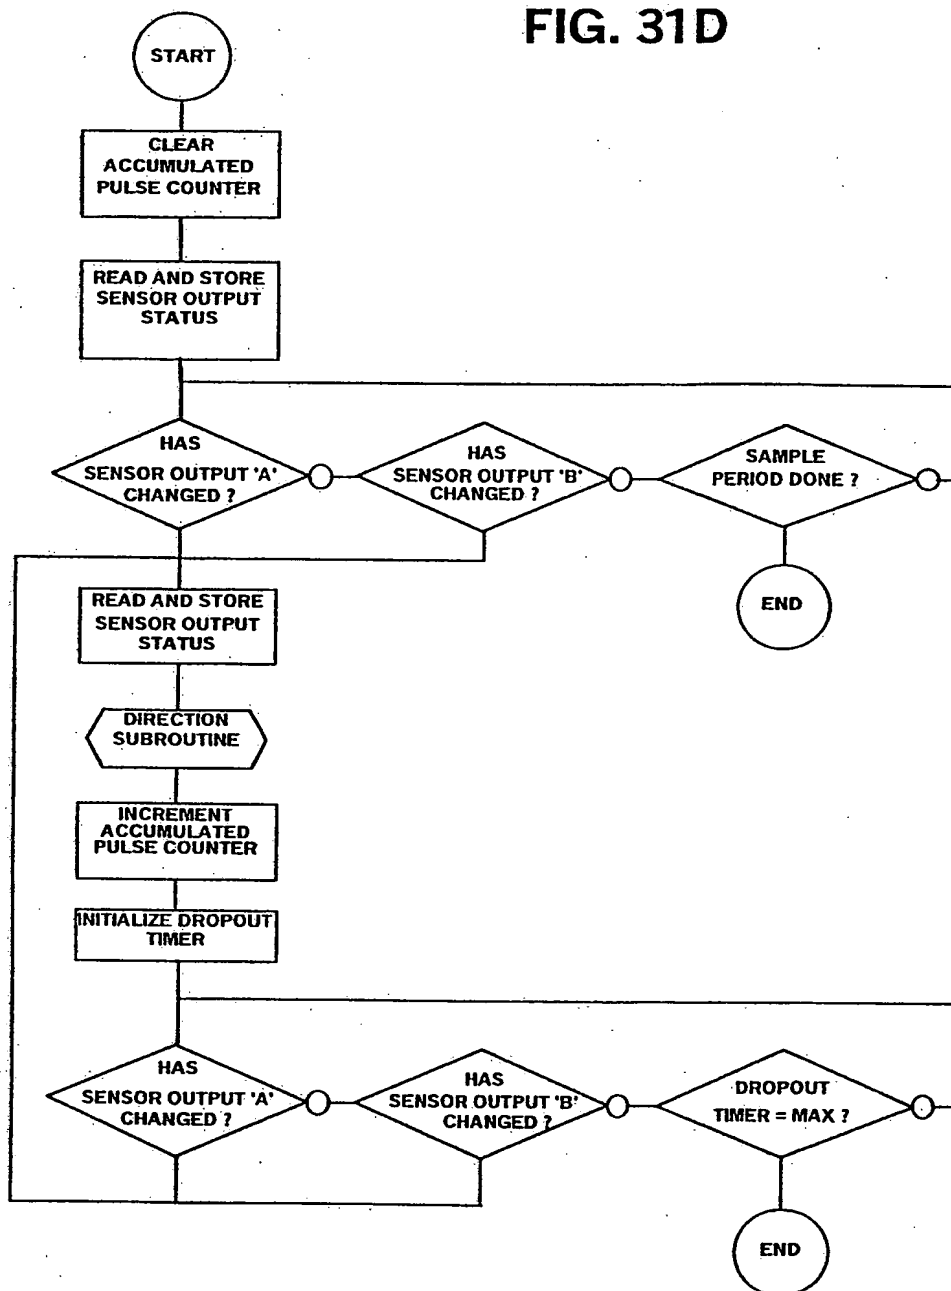 FIG. 31D
START
CLEAR
ACCUMULATED
PULSE COUNTER
READ AND STORE
SENSOR OUTPUT
STATUS
HAS
SENSOR OUTPUT 'A'
CHANGED ?
HAS
SENSOR OUTPUT 'B'
CHANGED ?
SAMPLE
PERIOD DONE ?
END
READ AND STORE
SENSOR OUTPUT
STATUS
DIRECTION
SUBROUTINE
INCREMENT
ACCUMULATED
PULSE COUNTER
INITIALIZE DROPOUT
TIMER
HAS
SENSOR OUTPUT 'A'
CHANGED ?
HAS
SENSOR OUTPUT 'B'
CHANGED ?
DROPOUT
TIMER = MAX ?
END